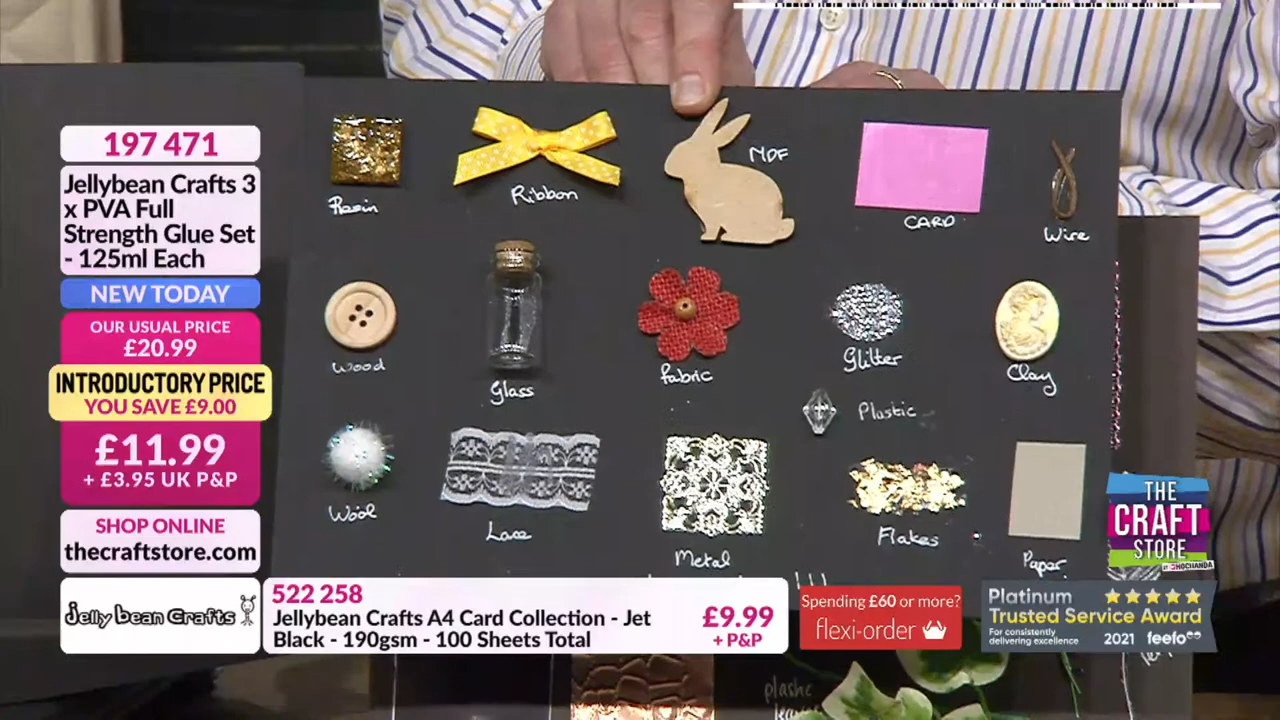 197 471
Jellybean Crafts 3
x PVA Full
Strength Glue Set
- 125ml Each
NEW TODAY
OUR USUAL PRICE
£20.99
INTRODUCTORY PRICE
YOU SAVE £9.00
£11.99
+ £3.95 UK P&P
SHOP ONLINE
thecraftstore.com
Jellybean Crafts
522 258
Jellybean Crafts A4 Card Collection - Jet
Black - 190gsm - 100 Sheets Total
£9.99
+ P&P
Spending £60 or more?
flexi-order
Platinum
Trusted Service Award
For consistently
delivering excellence
2021 feefo
THE
CRAFT
STORE
at HOCHANDA
Resin
Ribbon
MDF
CARD
Wire
Wood
Glass
fabric
Glitter
Clay
Plastic
Wool
Lace
Metal
Flakes
Paper
plastic